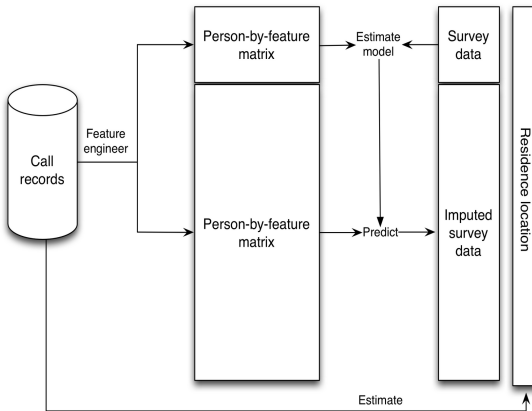 Person-by-feature
matrix
Estimate
model
Survey
data
Call
records
Feature
engineer
Person-by-feature
matrix
Predict
Imputed
survey
data
Residence location
Estimate